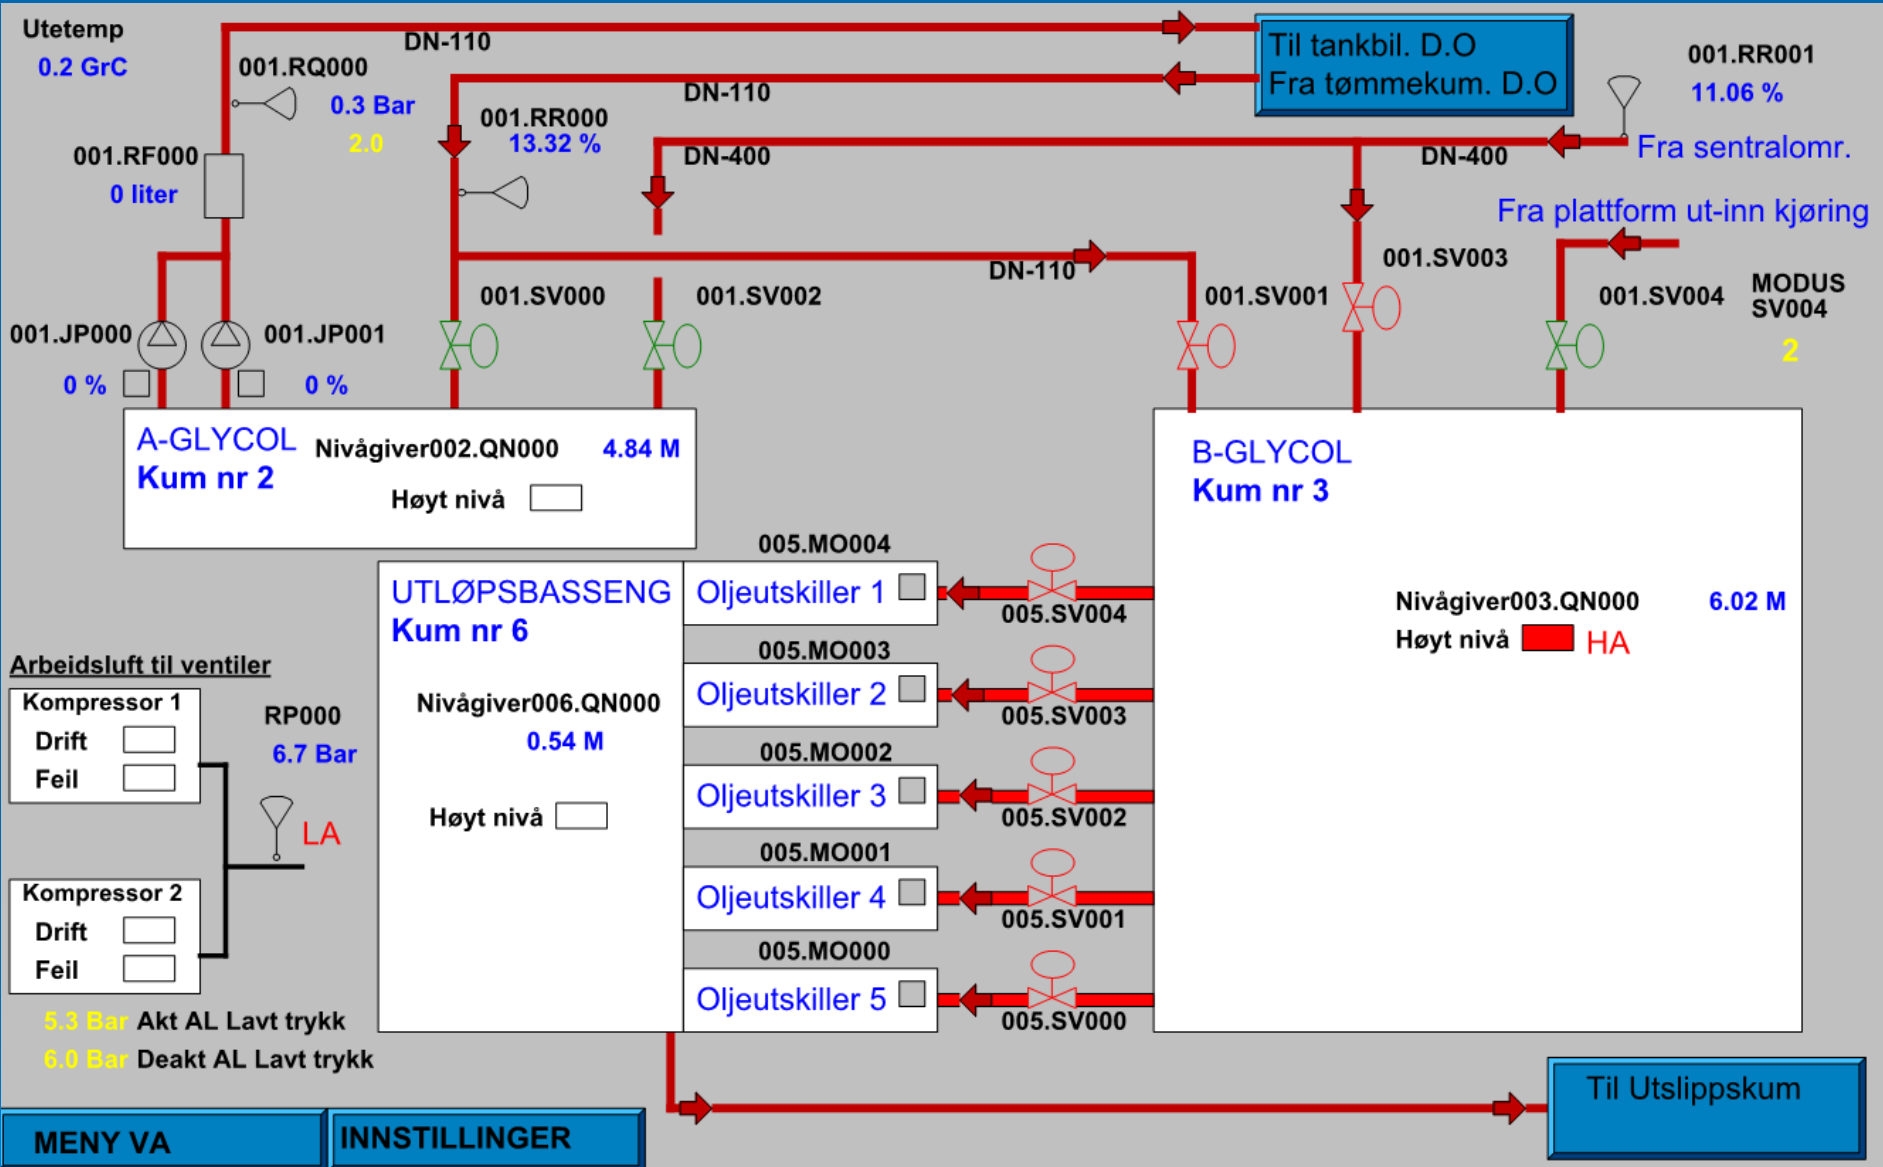 Utetemp
0.2 GrC
DN-110
Til tankbil. D.O
Fra tømmekum. D.O
001.RQ000
0.3 Bar
2.0
DN-110
001.RR001
11.06 %
001.RR000
13.32 %
001.RF000
0 liter
DN-400
DN-400
Fra sentralomr.
Fra plattform ut-inn kjøring
DN-110
001.SV003
001.SV000
001.SV002
001.SV001
001.SV004
MODUS
SV004
2
001.JP000
001.JP001
0 %
0 %
A-GLYCOL
Kum nr 2
Nivågiver002.QN000
4.84 M
Høyt nivå
B-GLYCOL
Kum nr 3
Nivågiver003.QN000
6.02 M
Høyt nivå
HA
UTLØPSBASSENG
Kum nr 6
Nivågiver006.QN000
0.54 M
Høyt nivå
005.MO004
Oljeutskiller 1
005.SV004
005.MO003
Oljeutskiller 2
005.SV003
005.MO002
Oljeutskiller 3
005.SV002
005.MO001
Oljeutskiller 4
005.SV001
005.MO000
Oljeutskiller 5
005.SV000
Arbeidsluft til ventiler
Kompressor 1
Drift
Feil
RP000
6.7 Bar
LA
Kompressor 2
Drift
Feil
5.3 Bar Akt AL Lavt trykk
6.0 Bar Deakt AL Lavt trykk
Til Utslippskum
MENY VA
INNSTILLINGER